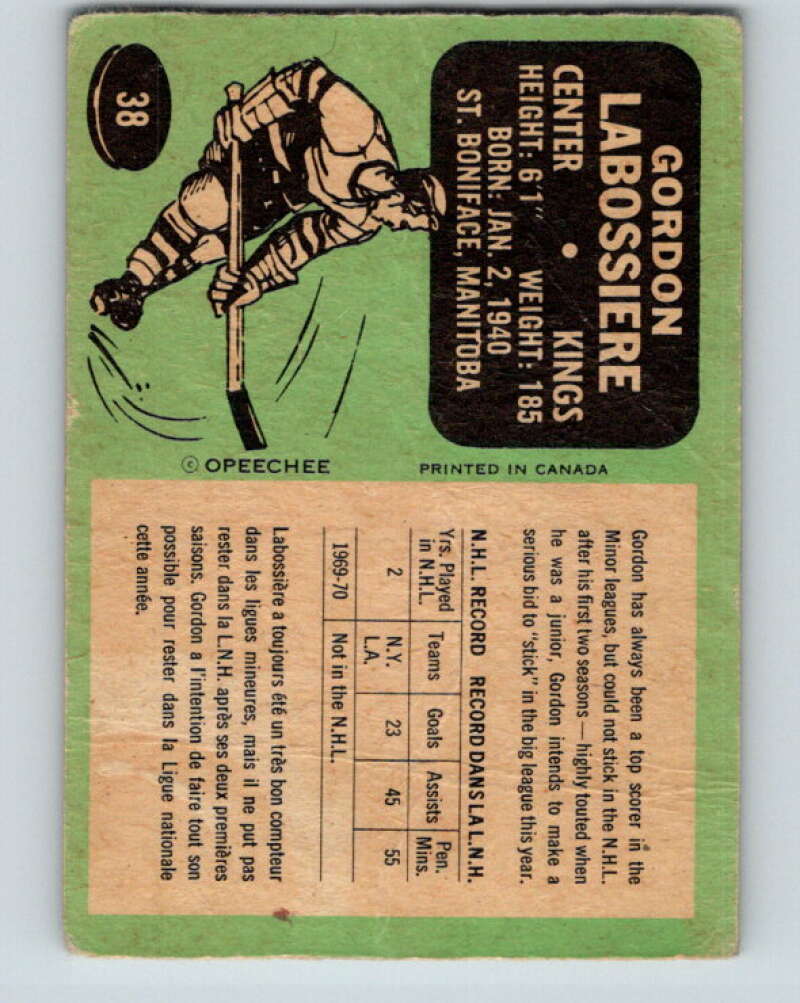 38
GORDON
LABOSSIERE
CENTER • KINGS
HEIGHT: 6'1" WEIGHT: 185
BORN: JAN. 2, 1940
ST. BONIFACE, MANITOBA
© OPEECHEE
PRINTED IN CANADA
Gordon has always been a top scorer in the
Minor leagues, but could not stick in the N.H.L.
after his first two seasons — highly touted when
he was a junior, Gordon intends to make a
serious bid to "stick" in the big league this year.
N.H.L. RECORD RECORD DANS LA L.N.H.
Yrs. Played in N.H.L. Teams Goals Assists Pen. Mins.
2 N.Y. L.A. 23 45 55
1969-70 Not in the N.H.L.
Labossière a toujours été un très bon compteur
dans les ligues mineures, mais il ne put pas
rester dans la L.N.H. après ses deux premières
saisons. Gordon a l'intention de faire tout son
possible pour rester dans la Ligue nationale
cette année.